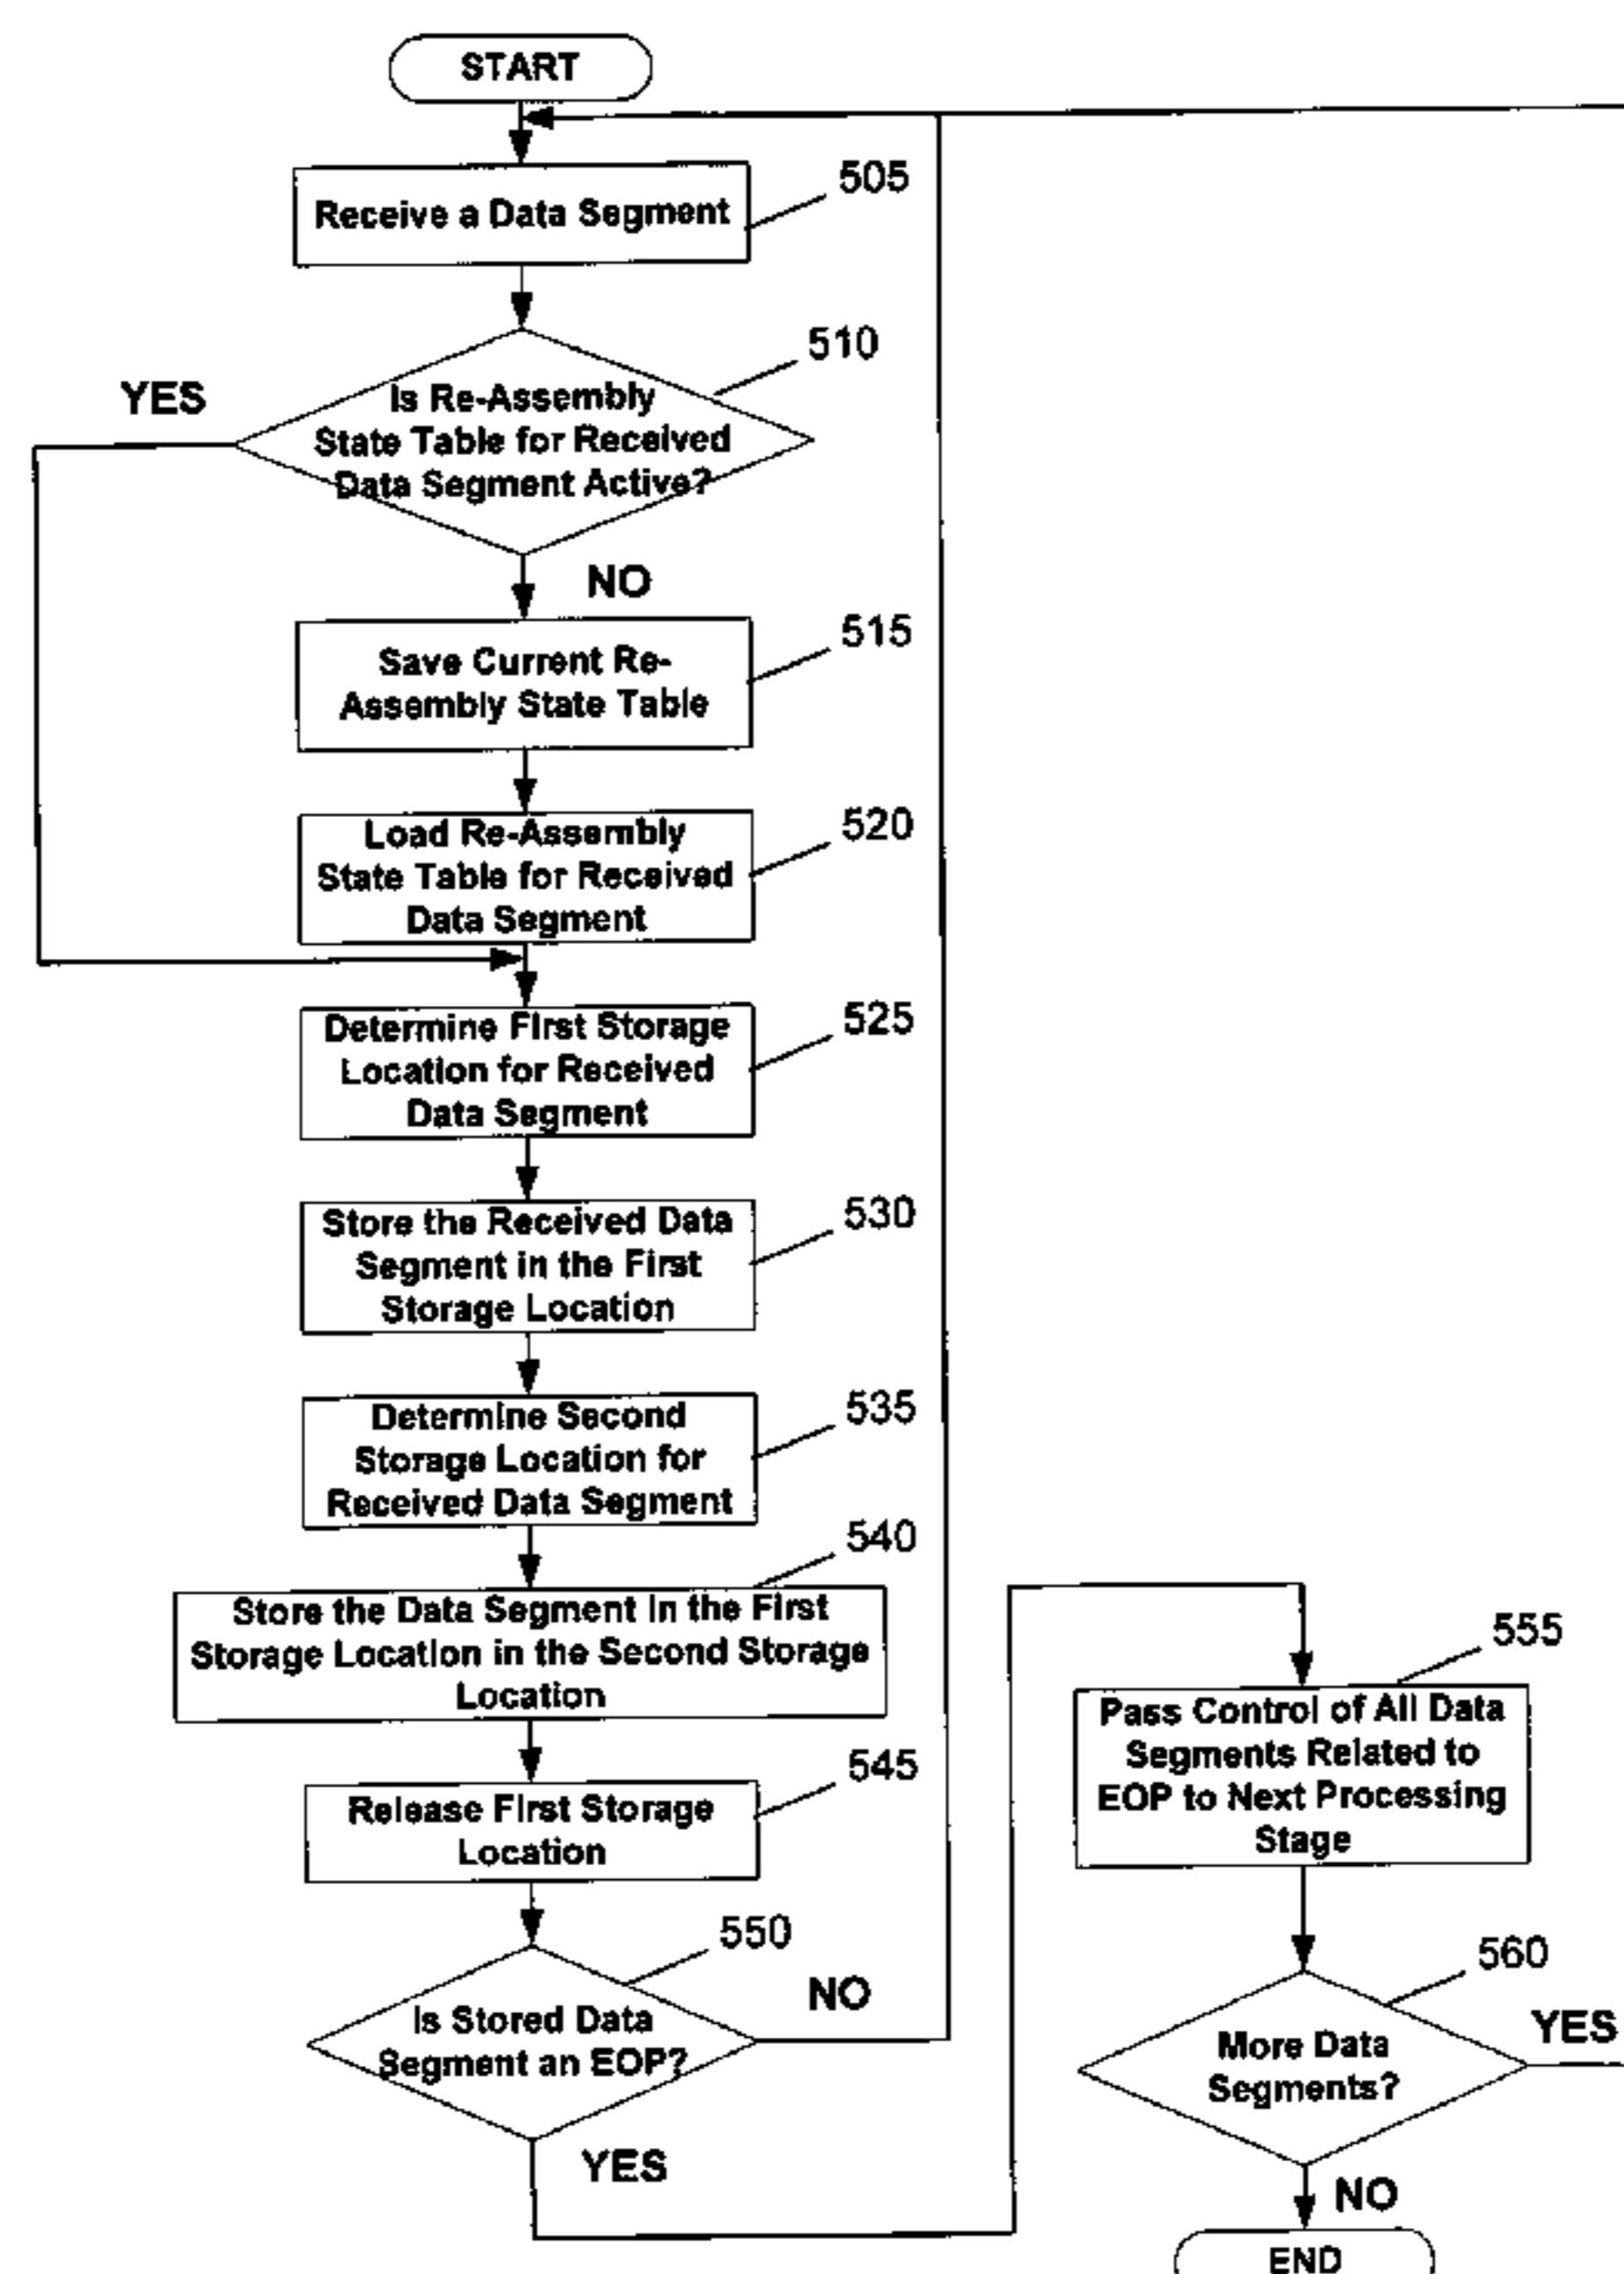 START
Receive a Data Segment
505
510
YES
Is Re-Assembly
State Table for Received
Data Segment Active?
NO
515
Save Current Re-
Assembly State Table
520
Load Re-Assembly
State Table for Received
Data Segment
525
Determine First Storage
Location for Received
Data Segment
530
Store the Received Data
Segment in the First
Storage Location
535
Determine Second
Storage Location for
Received Data Segment
540
Store the Data Segment in the First
Storage Location in the Second Storage
Location
545
Release First Storage
Location
550
Is Stored Data
Segment an EOP?
NO
YES
555
Pass Control of All Data
Segments Related to
EOP to Next Processing
Stage
560
More Data
Segments?
YES
NO
END